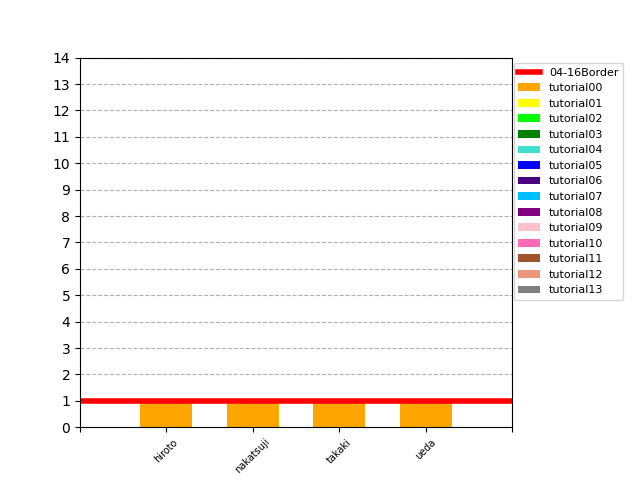 14
13
12
11
10
9
8
7
6
5
4
3
2
1
0
hiroto
nakatsuji
takaki
ueda
04-16Border
tutorial00
tutorial01
tutorial02
tutorial03
tutorial04
tutorial05
tutorial06
tutorial07
tutorial08
tutorial09
tutorial10
tutorial11
tutorial12
tutorial13